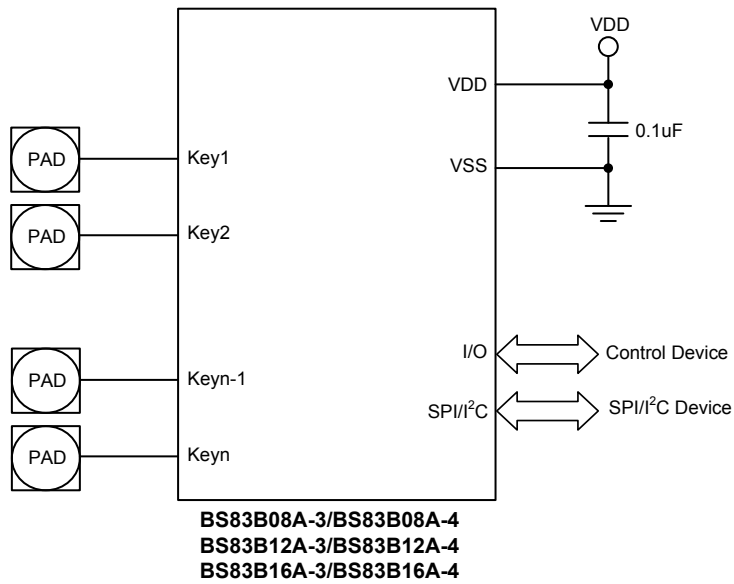 VDD
VDD
0.1uF
PAD
Key1
VSS
PAD
Key2
I/O
Control Device
PAD
Keyn-1
SPI/I²C
SPI/I²C Device
PAD
Keyn
BS83B08A-3/BS83B08A-4
BS83B12A-3/BS83B12A-4
BS83B16A-3/BS83B16A-4